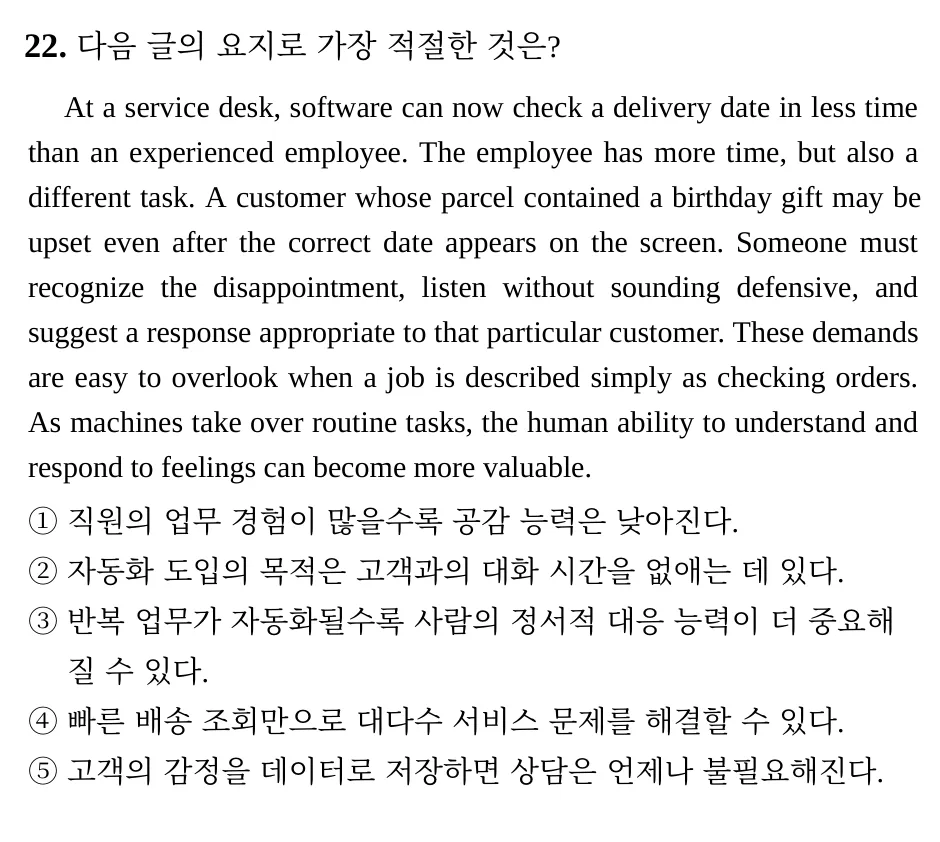 22. 다음 글의 요지로 가장 적절한 것은?
At a service desk, software can now check a delivery date in less time
than an experienced employee. The employee has more time, but also a
different task. A customer whose parcel contained a birthday gift may be
upset even after the correct date appears on the screen. Someone must
recognize the disappointment, listen without sounding defensive, and
suggest a response appropriate to that particular customer. These demands
are easy to overlook when a job is described simply as checking orders.
As machines take over routine tasks, the human ability to understand and
respond to feelings can become more valuable.
① 직원의 업무 경험이 많을수록 공감 능력은 낮아진다.
② 자동화 도입의 목적은 고객과의 대화 시간을 없애는 데 있다.
③ 반복 업무가 자동화될수록 사람의 정서적 대응 능력이 더 중요해
질 수 있다.
④ 빠른 배송 조회만으로 대다수 서비스 문제를 해결할 수 있다.
⑤ 고객의 감정을 데이터로 저장하면 상담은 언제나 불필요해진다.